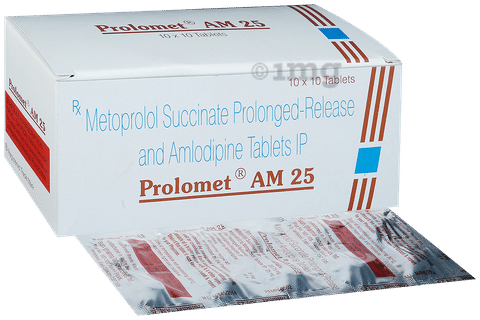 Prolomet® AM 25
10 x 10 Tablets
1mg
10 x 10 Tablets
Rx Metoprolol Succinate Prolonged-Release
and Amlodipine Tablets IP
Prolomet® AM 25
Prolomet® AM 25